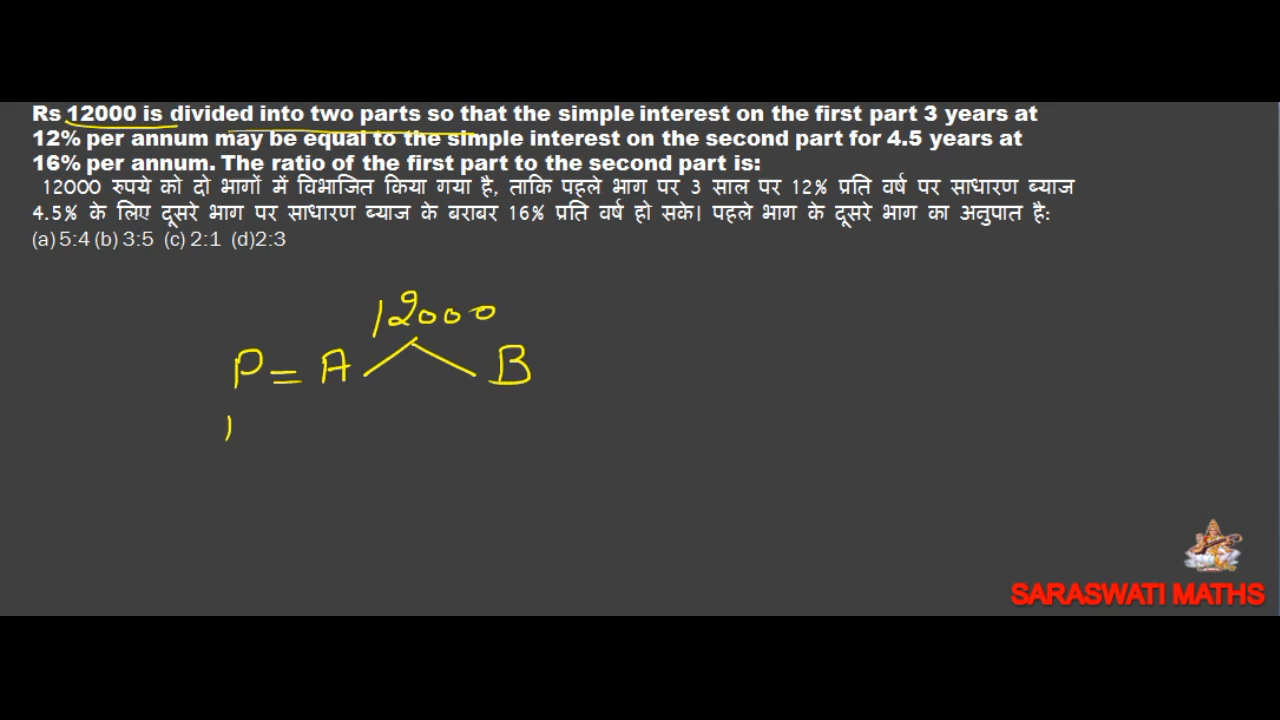 Rs 12000 is divided into two parts so that the simple interest on the first part 3 years at
12% per annum may be equal to the simple interest on the second part for 4.5 years at
16% per annum. The ratio of the first part to the second part is:
12000 रुपये को दो भागों में विभाजित किया गया है, ताकि पहले भाग पर 3 साल पर 12% प्रति वर्ष पर साधारण ब्याज
4.5% के लिए दूसरे भाग पर साधारण ब्याज के बराबर 16% प्रति वर्ष हो सके। पहले भाग के दूसरे भाग का अनुपात है:
(a) 5:4 (b) 3:5 (c) 2:1 (d)2:3
12000
P = A B
SARASWATI MATHS